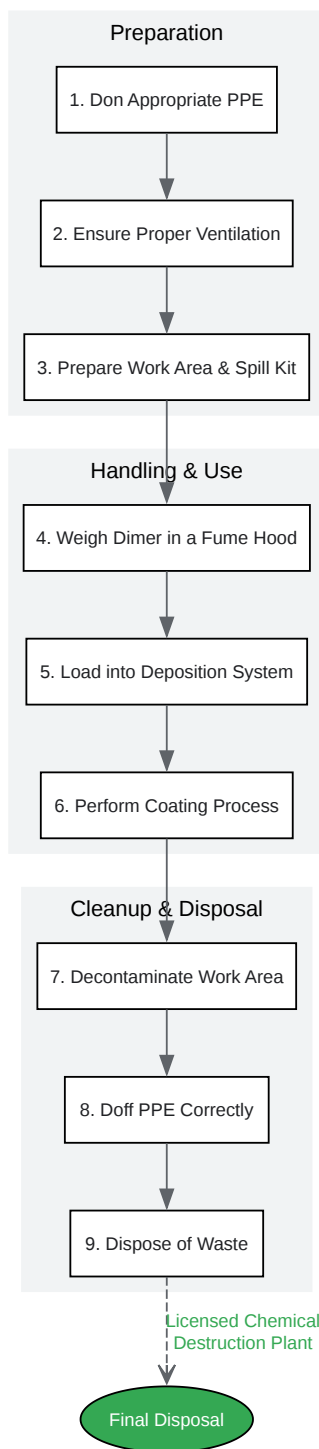 Preparation
1. Don Appropriate PPE
2. Ensure Proper Ventilation
3. Prepare Work Area & Spill Kit
Handling & Use
4. Weigh Dimer in a Fume Hood
5. Load into Deposition System
6. Perform Coating Process
Cleanup & Disposal
7. Decontaminate Work Area
8. Doff PPE Correctly
9. Dispose of Waste
Licensed Chemical
Destruction Plant
Final Disposal